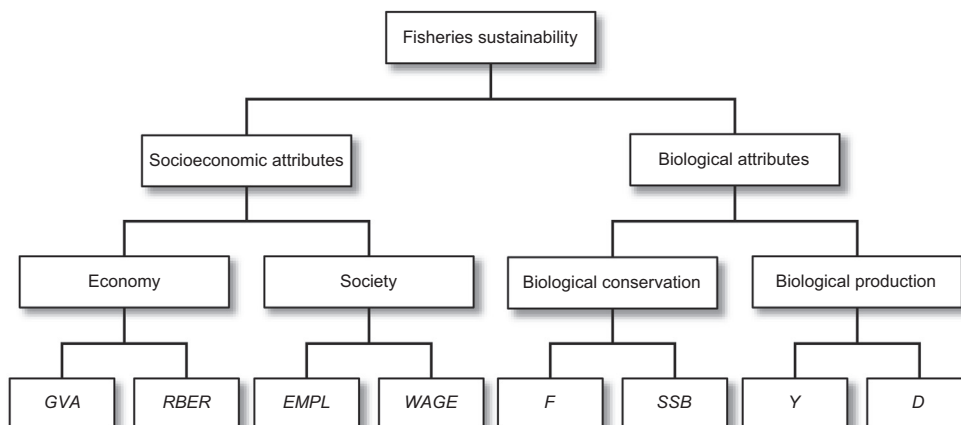 Fisheries sustainability
Socioeconomic attributes
Biological attributes
Economy
Society
Biological conservation
Biological production
GVA
RBER
EMPL
WAGE
F
SSB
Y
D